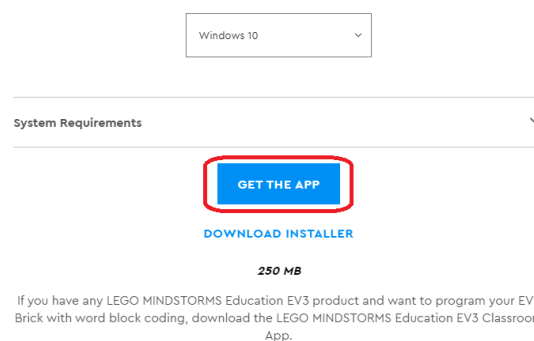 Windows 10
System Requirements
GET THE APP
DOWNLOAD INSTALLER
250 MB
If you have any LEGO MINDSTORMS Education EV3 product and want to program your EV
Brick with word block coding, download the LEGO MINDSTORMS Education EV3 Classroo
App.